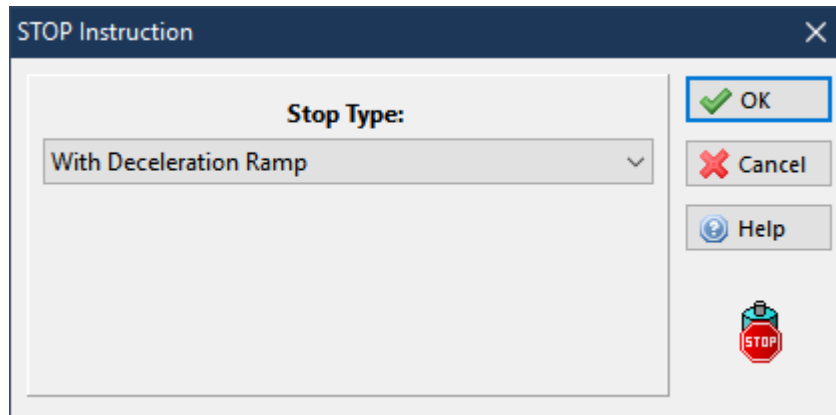 STOP Instruction
Stop Type:
With Deceleration Ramp
OK
Cancel
Help
STOP